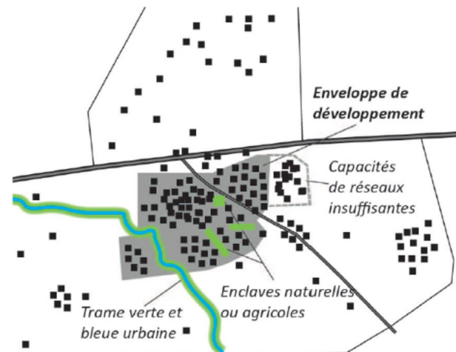 Enveloppe de
développement
Capacités
de réseaux
insuffisantes
Enclaves naturelles
ou agricoles
Trame verte et
bleue urbaine